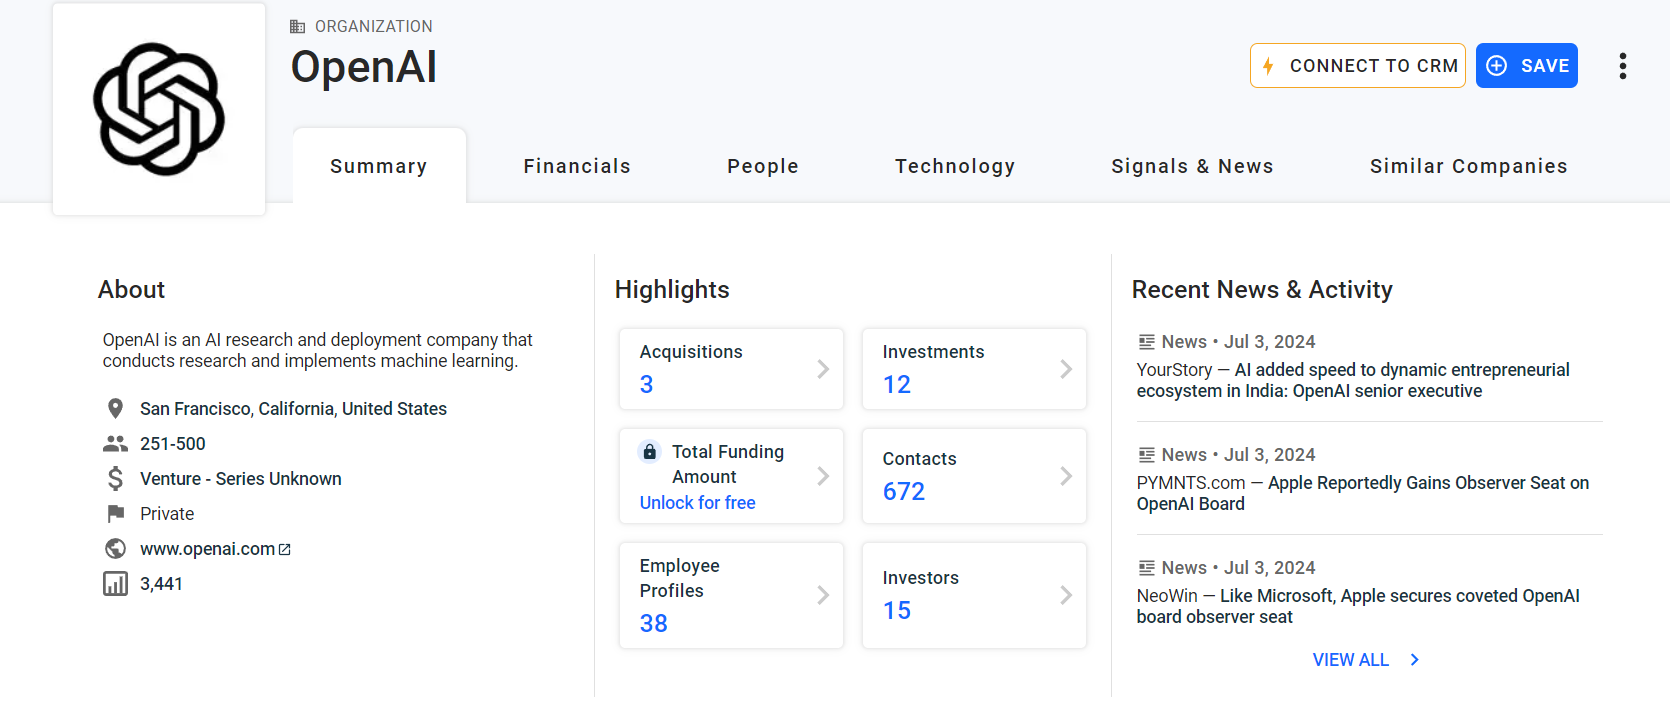 ORGANIZATION
OpenAI
CONNECT TO CRM
SAVE
Summary
Financials
People
Technology
Signals & News
Similar Companies
About
OpenAI is an AI research and deployment company that
conducts research and implements machine learning.
San Francisco, California, United States
251-500
Venture - Series Unknown
Private
www.openai.com
3,441
Highlights
Acquisitions
3
Investments
12
Total Funding
Amount
Unlock for free
Contacts
672
Employee
Profiles
38
Investors
15
Recent News & Activity
News • Jul 3, 2024
YourStory — AI added speed to dynamic entrepreneurial
ecosystem in India: OpenAI senior executive
News • Jul 3, 2024
PYMNTS.com — Apple Reportedly Gains Observer Seat on
OpenAI Board
News • Jul 3, 2024
NeoWin — Like Microsoft, Apple secures coveted OpenAI
board observer seat
VIEW ALL